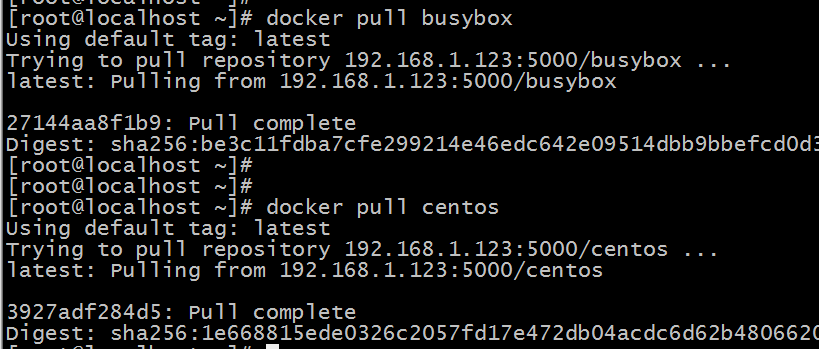 [root@localhost ~]#
[root@localhost ~]# docker pull busybox
Using default tag: latest
Trying to pull repository 192.168.1.123:5000/busybox ...
latest: Pulling from 192.168.1.123:5000/busybox
27144aa8f1b9: Pull complete
Digest: sha256:be3c11fdba7cfe299214e46edc642e09514dbb9bbefcd0d3
[root@localhost ~]#
[root@localhost ~]#
[root@localhost ~]# docker pull centos
Using default tag: latest
Trying to pull repository 192.168.1.123:5000/centos ...
latest: Pulling from 192.168.1.123:5000/centos
3927adf284d5: Pull complete
Digest: sha256:1e668815ede0326c2057fd17e472db04acdc6d62b4806620